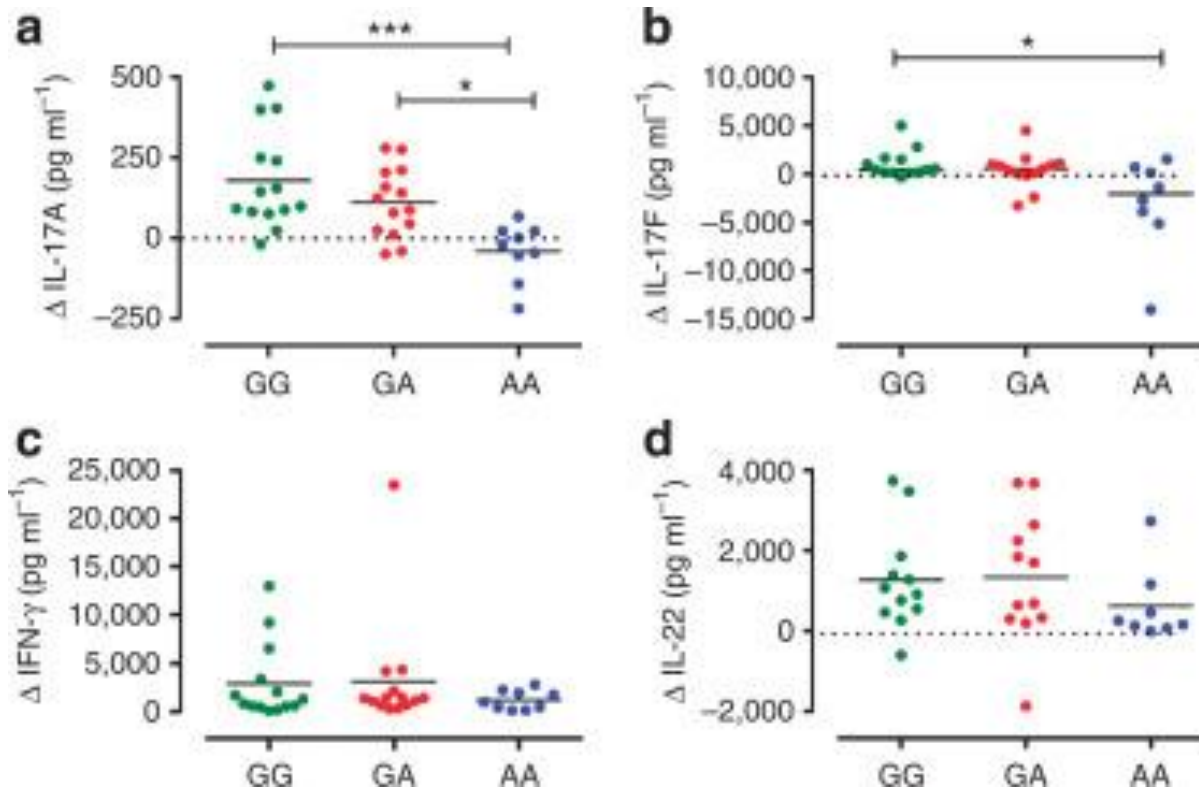 a
***
*
Δ IL-17A (pg ml⁻¹)
500
250
0
−250
GG GA AA
b
*
Δ IL-17F (pg ml⁻¹)
10,000
5,000
0
−5,000
−10,000
−15,000
GG GA AA
c
Δ IFN-γ (pg ml⁻¹)
25,000
20,000
15,000
10,000
5,000
0
GG GA AA
d
Δ IL-22 (pg ml⁻¹)
4,000
2,000
0
−2,000
GG GA AA